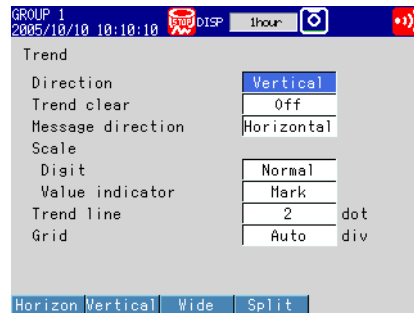 GROUP 1
2005/10/10 10:10:10 STOP DISP 1hour
Trend
Direction Vertical
Trend clear Off
Message direction Horizontal
Scale
Digit Normal
Value indicator Mark
Trend line 2 dot
Grid Auto div
Horizon Vertical Wide Split